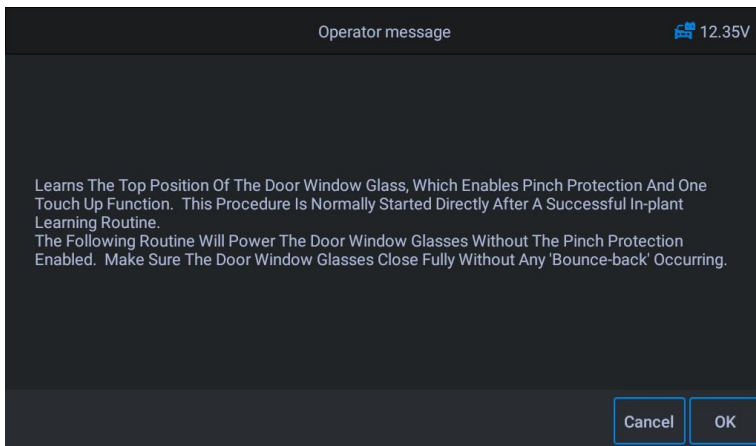 Operator message
12.35V
Learns The Top Position Of The Door Window Glass, Which Enables Pinch Protection And One
Touch Up Function.  This Procedure Is Normally Started Directly After A Successful In-plant
Learning Routine.
The Following Routine Will Power The Door Window Glasses Without The Pinch Protection
Enabled.  Make Sure The Door Window Glasses Close Fully Without Any 'Bounce-back' Occurring.
Cancel
OK